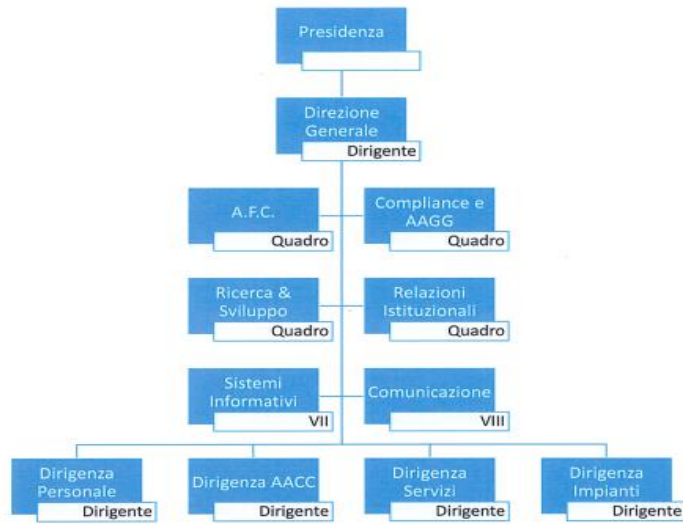 Presidenza
Direzione
Generale
Dirigente
A.F.C.
Quadro
Compliance e
AAGG
Quadro
Ricerca &
Sviluppo
Quadro
Relazioni
Istituzionali
Quadro
Sistemi
Informativi
VII
Comunicazione
VIII
Dirigenza
Personale
Dirigente
Dirigenza AACC
Dirigente
Dirigenza
Servizi
Dirigente
Dirigenza
Impianti
Dirigente